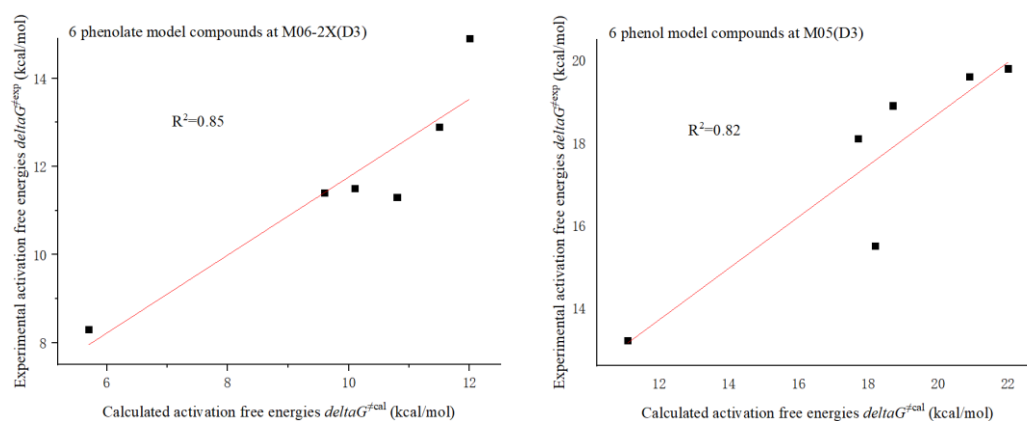 6 phenolate model compounds at M06-2X(D3)
R²=0.85
Experimental activation free energies deltaG≠exp (kcal/mol)
14
12
10
8
6
8
10
12
Calculated activation free energies deltaG≠cal (kcal/mol)
6 phenol model compounds at M05(D3)
R²=0.82
Experimental activation free energies deltaG≠exp (kcal/mol)
20
18
16
14
12
14
16
18
20
22
Calculated activation free energies deltaG≠cal (kcal/mol)